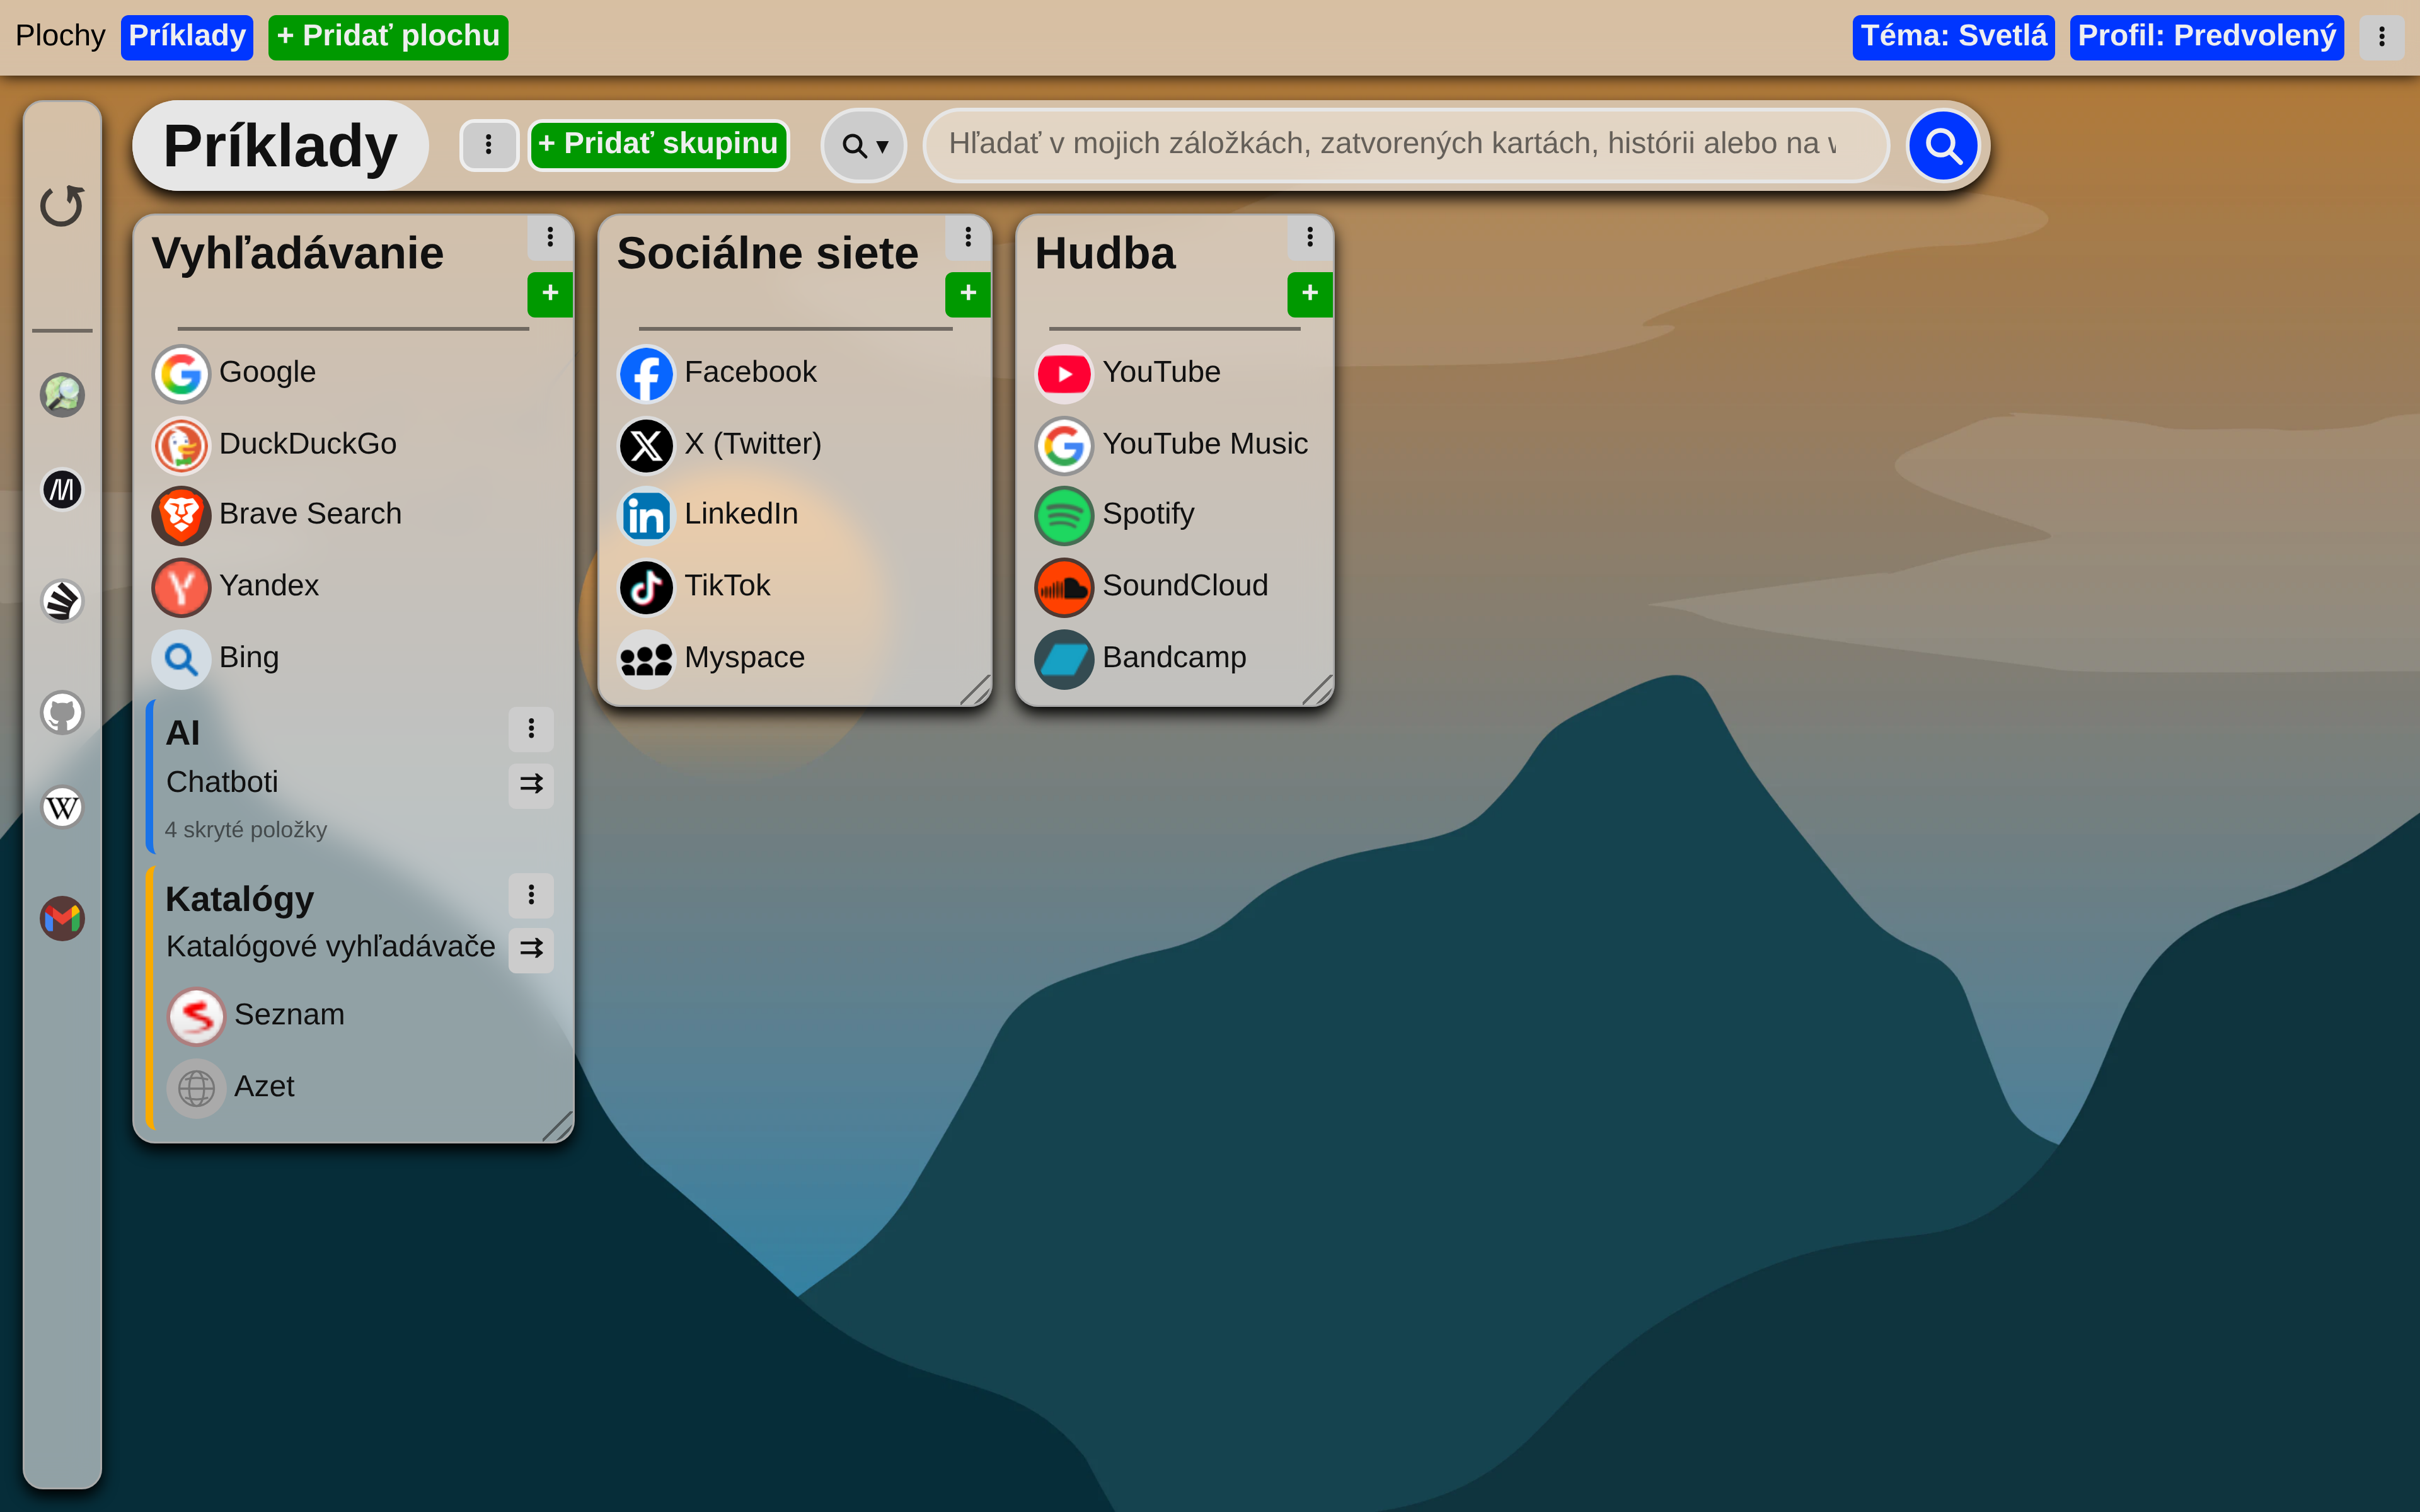 Plochy Príklady + Pridať plochu Téma: Svetlá Profil: Predvolený
Príklady + Pridať skupinu Hľadať v mojich záložkách, zatvorených kartách, histórii alebo na
Vyhľadávanie
+
Google
DuckDuckGo
Brave Search
Yandex
Bing
AI
Chatboti
4 skryté položky
Katalógy
Katalógové vyhľadávače
Seznam
Azet
Sociálne siete
+
Facebook
X (Twitter)
LinkedIn
TikTok
Myspace
Hudba
+
YouTube
YouTube Music
Spotify
SoundCloud
Bandcamp